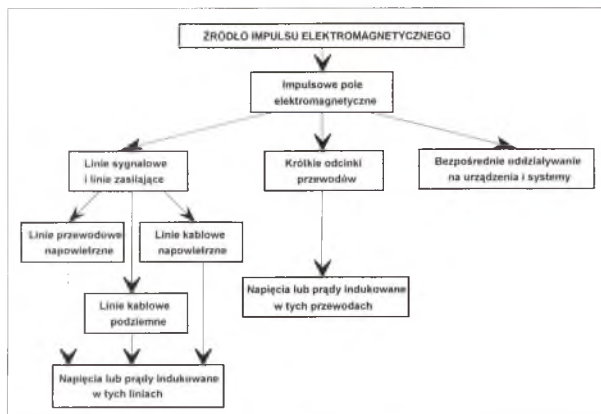 ŹRÓDŁO IMPULSU ELEKTROMAGNETYCZNEGO
Impulsowe pole
elektromagnetyczne
Linie sygnałowe
i linie zasilające
Krótkie odcinki
przewodów
Bezpośrednie oddziaływanie
na urządzenia i systemy
Linie przewodowe
napowietrzne
Linie kablowe
napowietrzne
Linie kablowe
podziemne
Napięcia lub prądy indukowane
w tych przewodach
Napięcia lub prądy indukowane
w tych liniach